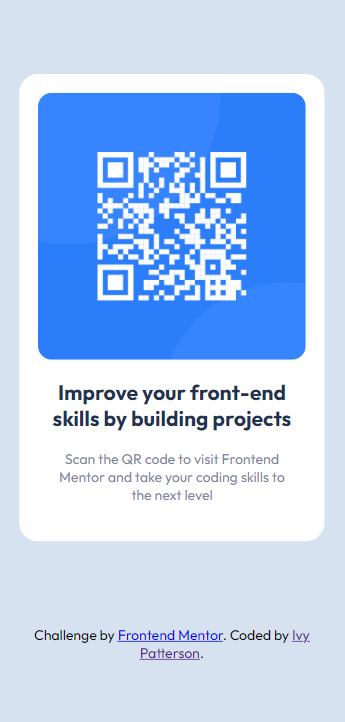 Improve your front-end
skills by building projects
Scan the QR code to visit Frontend
Mentor and take your coding skills to
the next level
Challenge by Frontend Mentor. Coded by Ivy
Patterson.